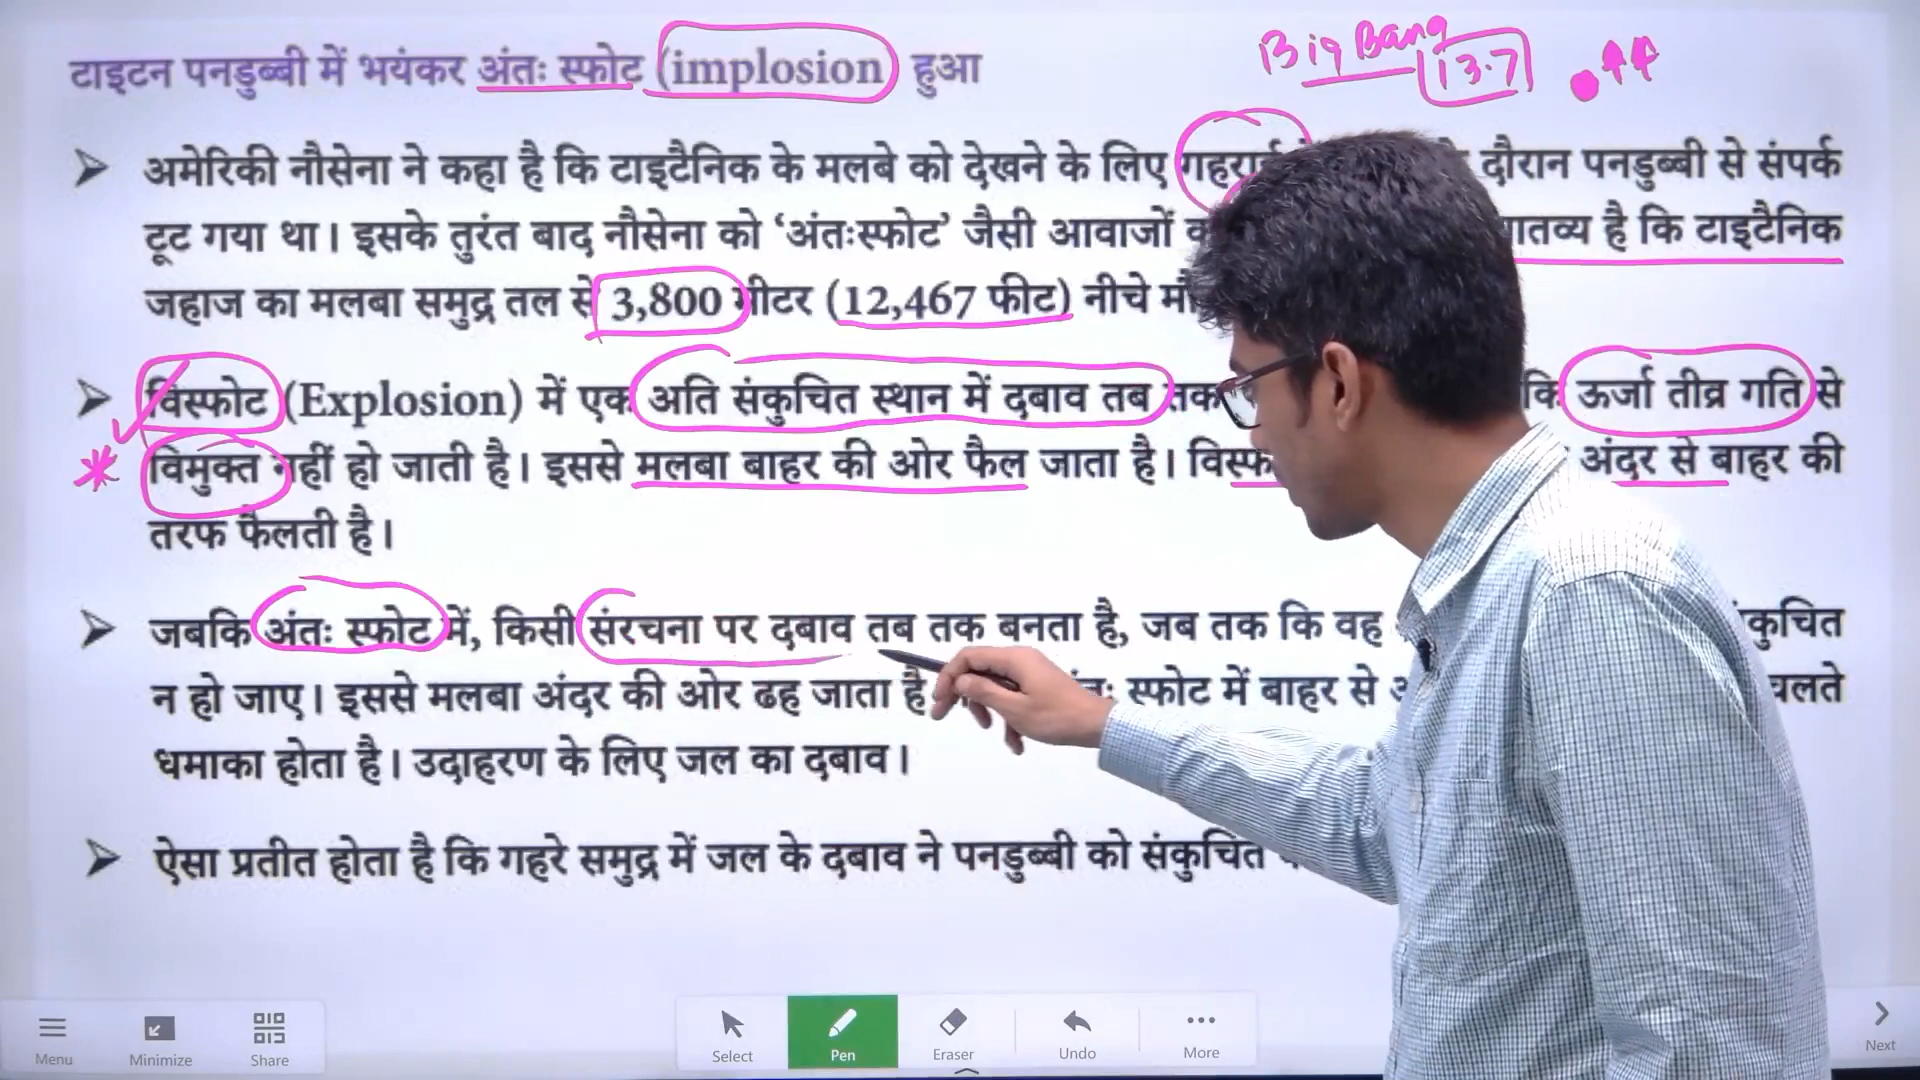 टाइटन पनडुब्बी में भयंकर अंतः स्फोट (implosion) हुआ
Big Bang 13.7
अमेरिकी नौसेना ने कहा है कि टाइटैनिक के मलबे को देखने के लिए दौरान पनडुब्बी से संपर्क
टूट गया था। इसके तुरंत बाद नौसेना को ‘अंतःस्फोट’ जैसी आवाजों है कि टाइटैनिक
जहाज का मलबा समुद्र तल से 3,800 मीटर (12,467 फीट) नीचे
विस्फोट (Explosion) में एक अति संकुचित स्थान में दबाव तब तक कि ऊर्जा तीव्र गति से
विमुक्त नहीं हो जाती है। इससे मलबा बाहर की ओर फैल जाता है। अंदर से बाहर की
तरफ फैलती है।
जबकि अंतः स्फोट में, किसी संरचना पर दबाव तब तक बनता है, जब तक कि वह
न हो जाए। इससे मलबा अंदर की ओर ढह जाता है स्फोट में बाहर से
धमाका होता है। उदाहरण के लिए जल का दबाव।
ऐसा प्रतीत होता है कि गहरे समुद्र में जल के दबाव ने पनडुब्बी को संकुचित
Menu
Minimize
Share
Select
Pen
Eraser
Undo
More
Next